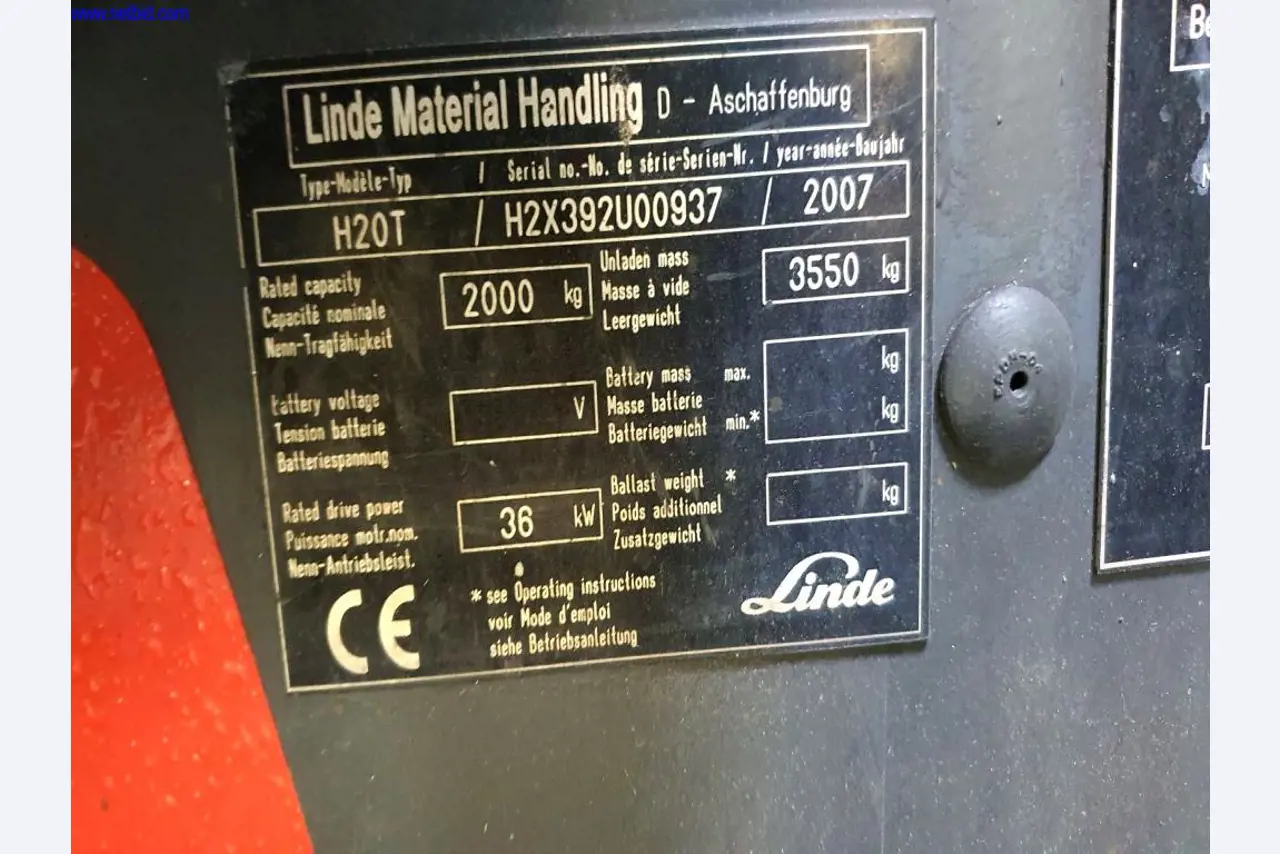 www.netbid.com
Linde Material Handling D - Aschaffenburg
Type-Modèle-Typ / Serial no.-No. de série-Serien-Nr. / year-année-Baujahr
H20T / H2X392U00937 / 2007
Rated capacity
Capacité nominale
Nenn-Tragfähigkeit
2000 kg
Unladen mass
Masse à vide
Leergewicht
3550 kg
Battery voltage
Tension batterie
Batteriespannung
V
Battery mass max.
Masse batterie
Batteriegewicht min.*
kg
kg
Rated drive power
Puissance motr.nom.
Nenn-Antriebsleist.
36 kW
Ballast weight *
Poids additionnel
Zusatzgewicht
kg
CE
* see Operating instructions
voir Mode d'emploi
siehe Betriebsanleitung
Linde
Be